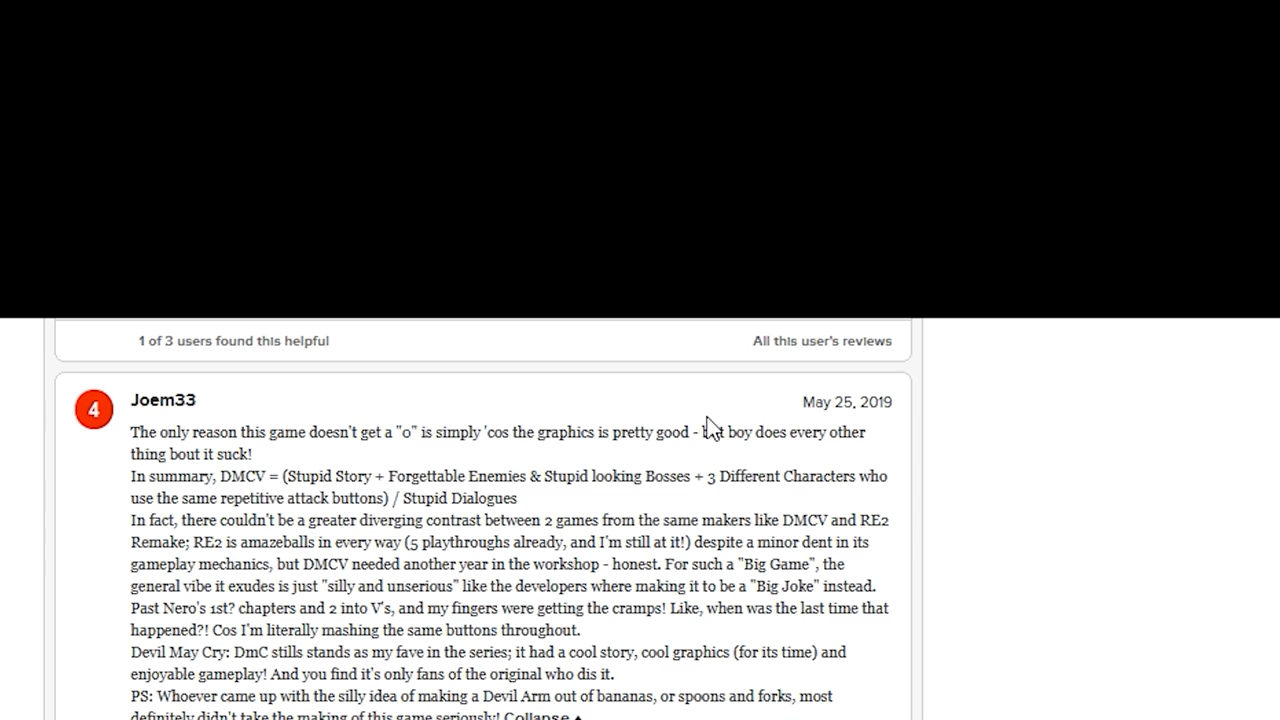 1 of 3 users found this helpful All this user's reviews
4 Joem33 May 25, 2019
The only reason this game doesn't get a "0" is simply 'cos the graphics is pretty good - but boy does every other
thing bout it suck!
In summary, DMCV = (Stupid Story + Forgettable Enemies & Stupid looking Bosses + 3 Different Characters who
use the same repetitive attack buttons) / Stupid Dialogues
In fact, there couldn't be a greater diverging contrast between 2 games from the same makers like DMCV and RE2
Remake; RE2 is amazeballs in every way (5 playthroughs already, and I'm still at it!) despite a minor dent in its
gameplay mechanics, but DMCV needed another year in the workshop - honest. For such a "Big Game", the
general vibe it exudes is just "silly and unserious" like the developers where making it to be a "Big Joke" instead.
Past Nero's 1st? chapters and 2 into V's, and my fingers were getting the cramps! Like, when was the last time that
happened?! Cos I'm literally mashing the same buttons throughout.
Devil May Cry: DmC stills stands as my fave in the series; it had a cool story, cool graphics (for its time) and
enjoyable gameplay! And you find it's only fans of the original who dis it.
PS: Whoever came up with the silly idea of making a Devil Arm out of bananas, or spoons and forks, most
definitely didn't take the making of this game seriously! Collapse